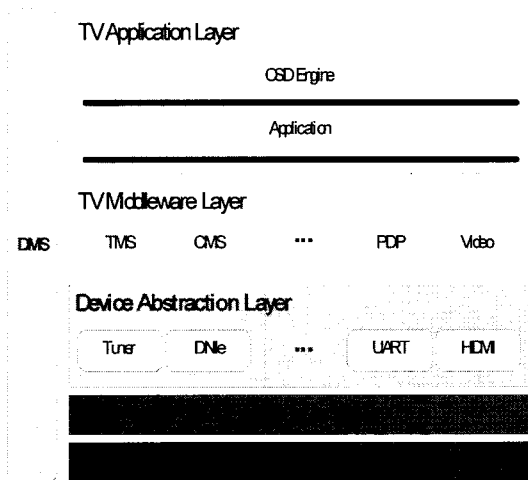 TV Application Layer
OSD Engine
Application
TV Middleware Layer
DMS TMS CMS ... PDP Video
Device Abstraction Layer
Tuner DNIe ... UART HDMI